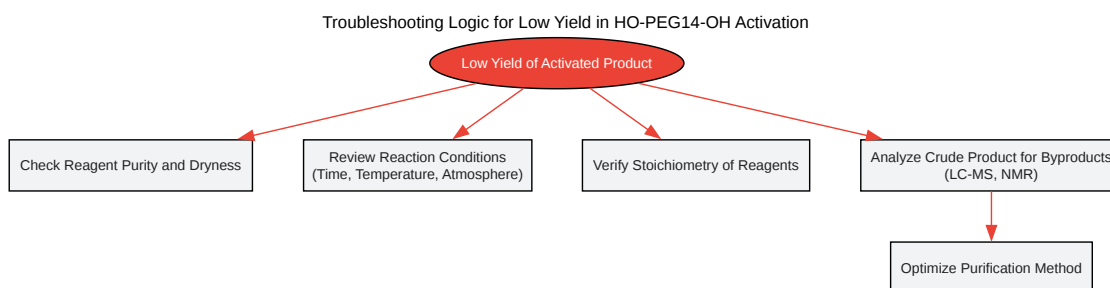 Troubleshooting Logic for Low Yield in HO-PEG14-OH Activation
Low Yield of Activated Product
Check Reagent Purity and Dryness
Review Reaction Conditions
(Time, Temperature, Atmosphere)
Verify Stoichiometry of Reagents
Analyze Crude Product for Byproducts
(LC-MS, NMR)
Optimize Purification Method